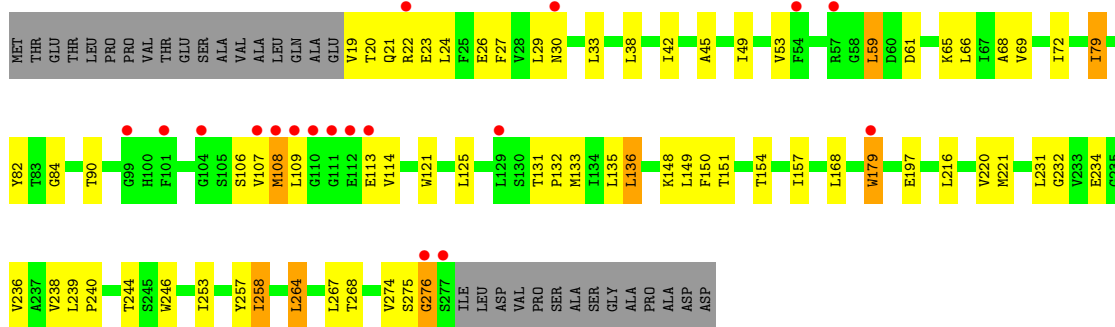 MET THR GLU THR LEU PRO PRO VAL THR GLU SER ALA VAL ALA LEU GLN ALA GLU V19 T20 Q21 R22 E23 L24 F25 E26 F27 V28 L29 N30 L33 L38 I42 A45 I49 V53 F54 R57 G58 L59 D60 D61 K65 L66 I67 A68 V69 I72 I79
Y82 T83 G84 T90 G99 H100 F101 G104 S105 S106 V107 M108 L109 G110 G111 E112 E113 V114 W121 L125 L129 S130 T131 P132 M133 I134 L135 L136 K148 L149 F150 T151 T154 I157 L168 W179 E197 L216 V220 M221 L231 G232 V233 E234 G235
V236 A237 V238 L239 P240 T244 S245 W246 I253 Y257 I258 L264 L267 T268 V274 S275 G276 S277 ILE LEU ASP VAL PRO SER ALA SER GLY ALA PRO ALA ASP ASP